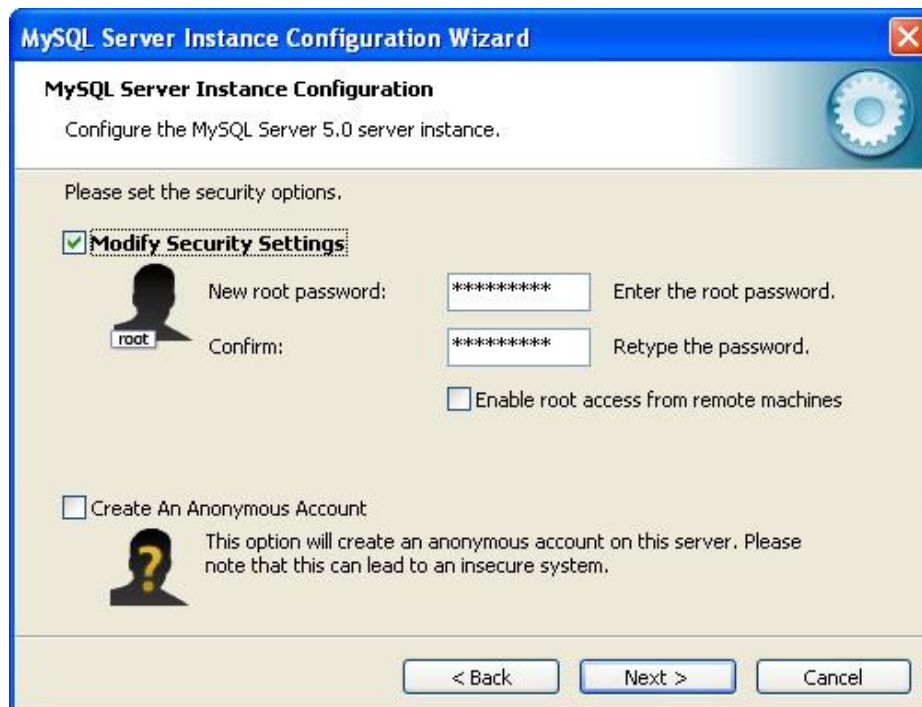 MySQL Server Instance Configuration Wizard
MySQL Server Instance Configuration
Configure the MySQL Server 5.0 server instance.
Please set the security options.
Modify Security Settings
root
New root password: ********* Enter the root password.
Confirm: ********* Retype the password.
Enable root access from remote machines
Create An Anonymous Account
This option will create an anonymous account on this server. Please
note that this can lead to an insecure system.
< Back Next > Cancel